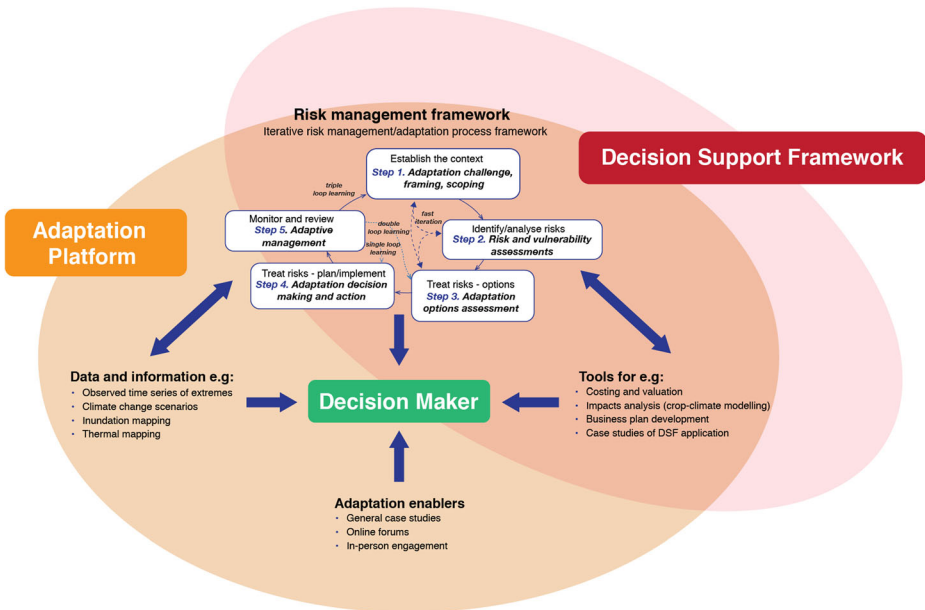 Risk management framework
Iterative risk management/adaptation process framework
Decision Support Framework
Establish the context
Step 1. Adaptation challenge,
framing, scoping
triple
loop learning
fast
iteration
Monitor and review
Step 5. Adaptive
management
double
loop learning
Identify/analyse risks
Step 2. Risk and vulnerability
assessments
single loop
learning
Adaptation
Platform
Treat risks - plan/implement
Step 4. Adaptation decision
making and action
Treat risks - options
Step 3. Adaptation
options assessment
Data and information e.g:
• Observed time series of extremes
• Climate change scenarios
• Inundation mapping
• Thermal mapping
Decision Maker
Tools for e.g:
• Costing and valuation
• Impacts analysis (crop-climate modelling)
• Business plan development
• Case studies of DSF application
Adaptation enablers
• General case studies
• Online forums
• In-person engagement